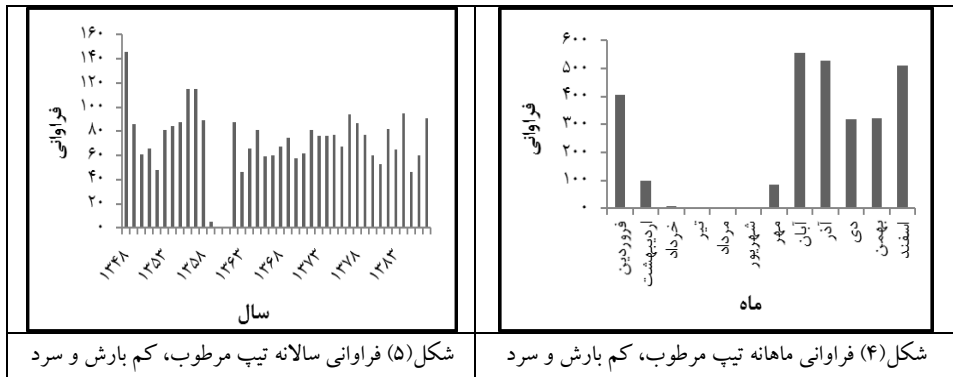 ۶۰۰
۵۰۰
۴۰۰
۳۰۰
۲۰۰
۱۰۰
۰
فراوانی
فروردین
اردیبهشت
خرداد
تیر
مرداد
شهریور
مهر
آبان
آذر
دی
بهمن
اسفند
ماه
شکل(۴) فراوانی ماهانه تیپ مرطوب، کم بارش و سرد
۱۶۰
۱۴۰
۱۲۰
۱۰۰
۸۰
۶۰
۴۰
۲۰
۰
فراوانی
۱۳۴۸
۱۳۵۳
۱۳۵۸
۱۳۶۳
۱۳۶۸
۱۳۷۳
۱۳۷۸
۱۳۸۳
سال
شکل(۵) فراوانی سالانه تیپ مرطوب، کم بارش و سرد